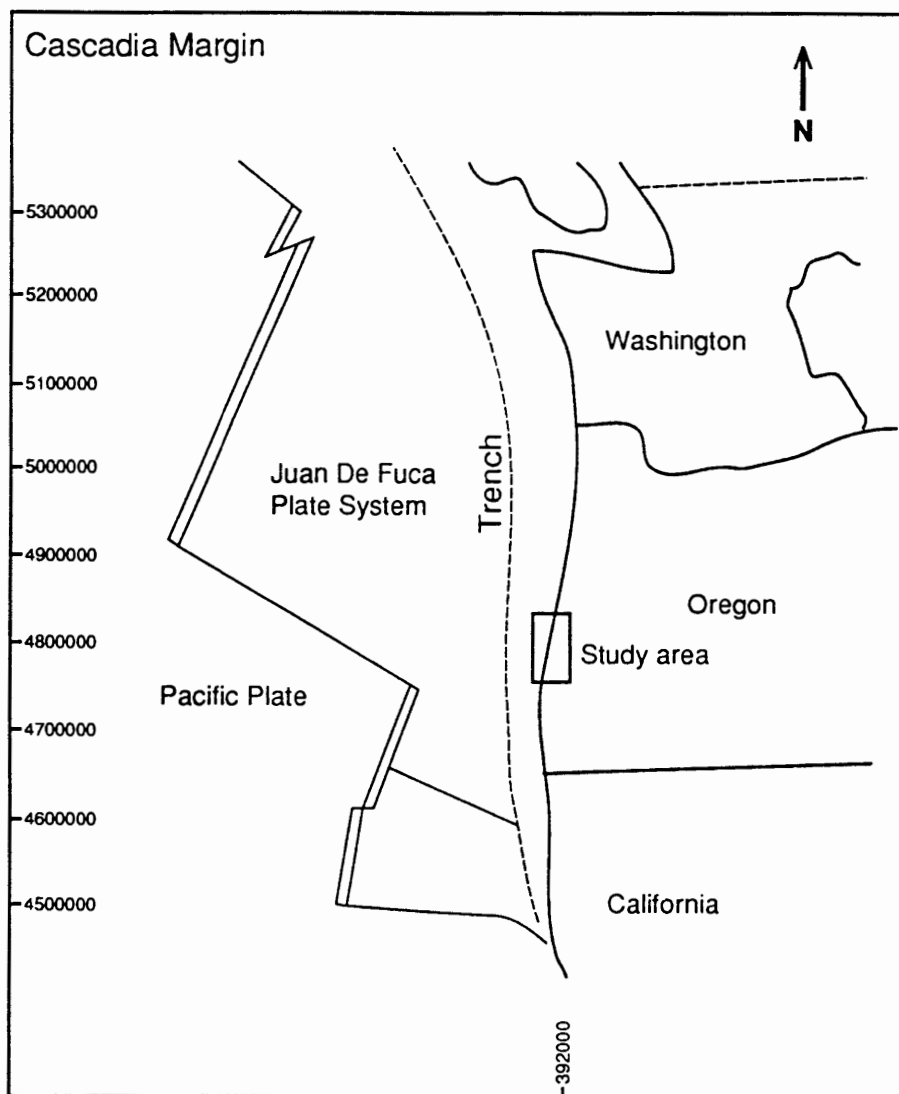 Cascadia Margin
N
5300000
5200000
Washington
5100000
5000000
Juan De Fuca
Plate System
Trench
4900000
Oregon
4800000
Study area
Pacific Plate
4700000
4600000
4500000
California
392000